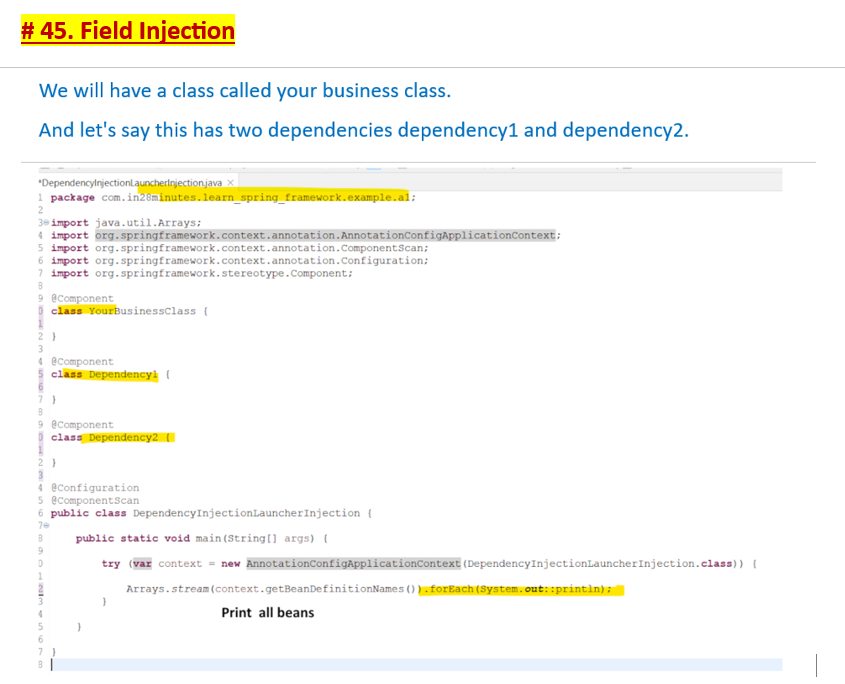 # 45. Field Injection
We will have a class called your business class.
And let's say this has two dependencies dependency1 and dependency2.
*DependencyInjectionLauncherInjection.java ×
1 package com.in28minutes.learn_spring_framework.example.a1;
2
3 import java.util.Arrays;
4 import org.springframework.context.annotation.AnnotationConfigApplicationContext;
5 import org.springframework.context.annotation.ComponentScan;
6 import org.springframework.context.annotation.Configuration;
7 import org.springframework.stereotype.Component;
8
9 @Component
0 class YourBusinessClass {
1
2 }
3
4 @Component
5 class Dependency1 {
6
7 }
8
9 @Component
0 class Dependency2 {
1
2 }
3
4 @Configuration
5 @ComponentScan
6 public class DependencyInjectionLauncherInjection {
7
8 public static void main(String[] args) {
9
0 try (var context = new AnnotationConfigApplicationContext(DependencyInjectionLauncherInjection.class)) {
1
2 Arrays.stream(context.getBeanDefinitionNames()).forEach(System.out::println);
3 }
4 Print all beans
5 }
6
7 }
8